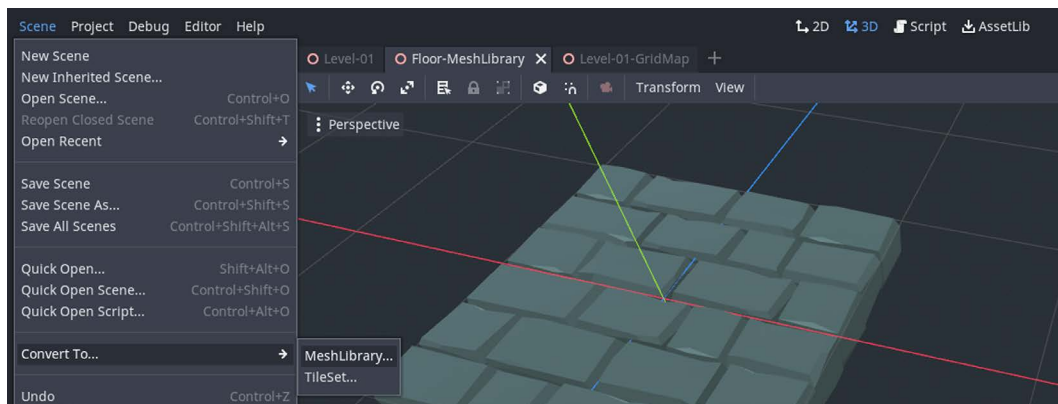 Scene Project Debug Editor Help
2D 3D Script AssetLib
New Scene
New Inherited Scene...
Open Scene... Control+O
Reopen Closed Scene Control+Shift+T
Open Recent
Save Scene Control+S
Save Scene As... Control+Shift+S
Save All Scenes Control+Shift+Alt+S
Quick Open... Shift+Alt+O
Quick Open Scene... Control+Shift+O
Quick Open Script... Control+Alt+O
Convert To...
Undo Control+Z
MeshLibrary...
TileSet...
Level-01 Floor-MeshLibrary Level-01-GridMap
Transform View
Perspective